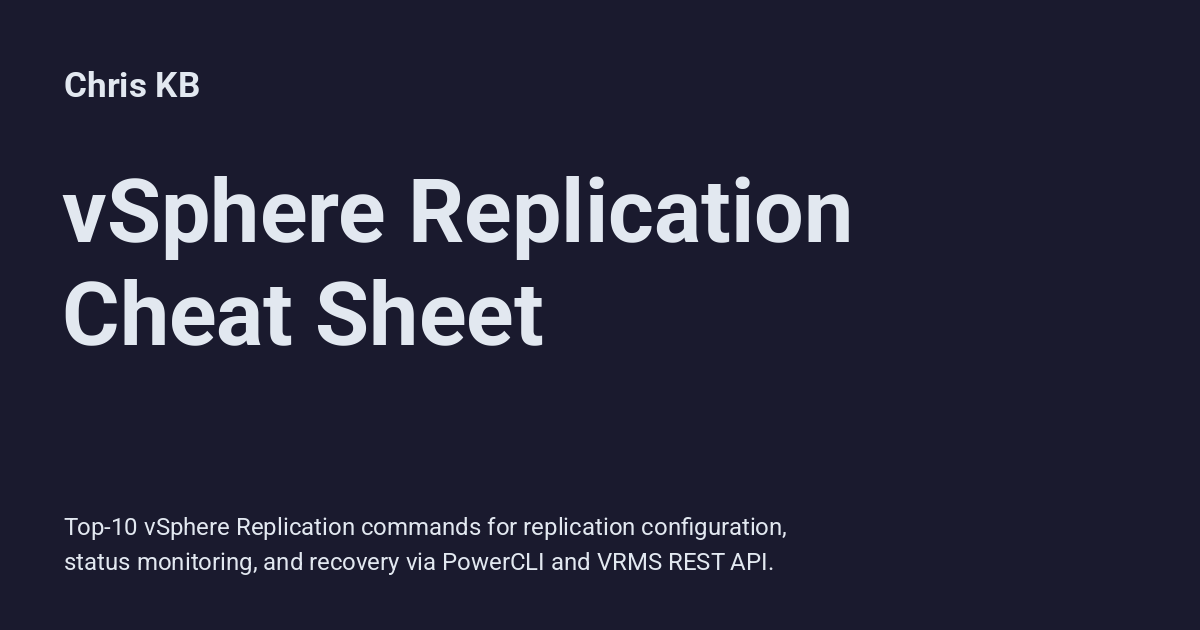 Chris KB
vSphere Replication
Cheat Sheet
Top-10 vSphere Replication commands for replication configuration,
status monitoring, and recovery via PowerCLI and VRMS REST API.